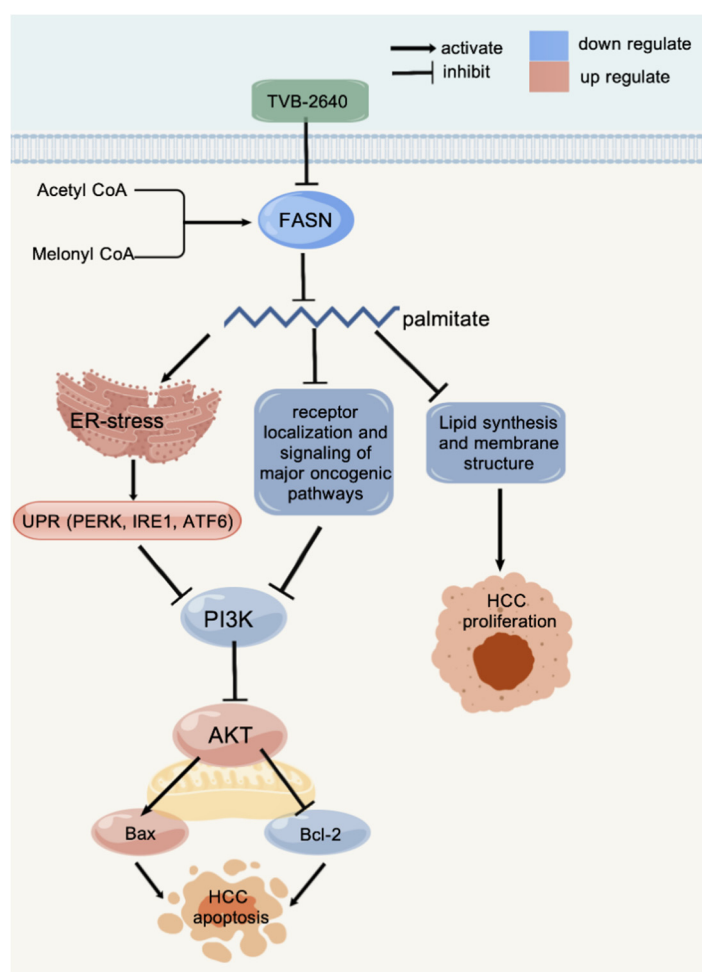 activate
inhibit
down regulate
up regulate
TVB-2640
Acetyl CoA
FASN
Melonyl CoA
palmitate
ER-stress
receptor
localization and
signaling of
major oncogenic
pathways
Lipid synthesis
and membrane
structure
UPR (PERK, IRE1, ATF6)
HCC
proliferation
PI3K
AKT
Bax
Bcl-2
HCC
apoptosis